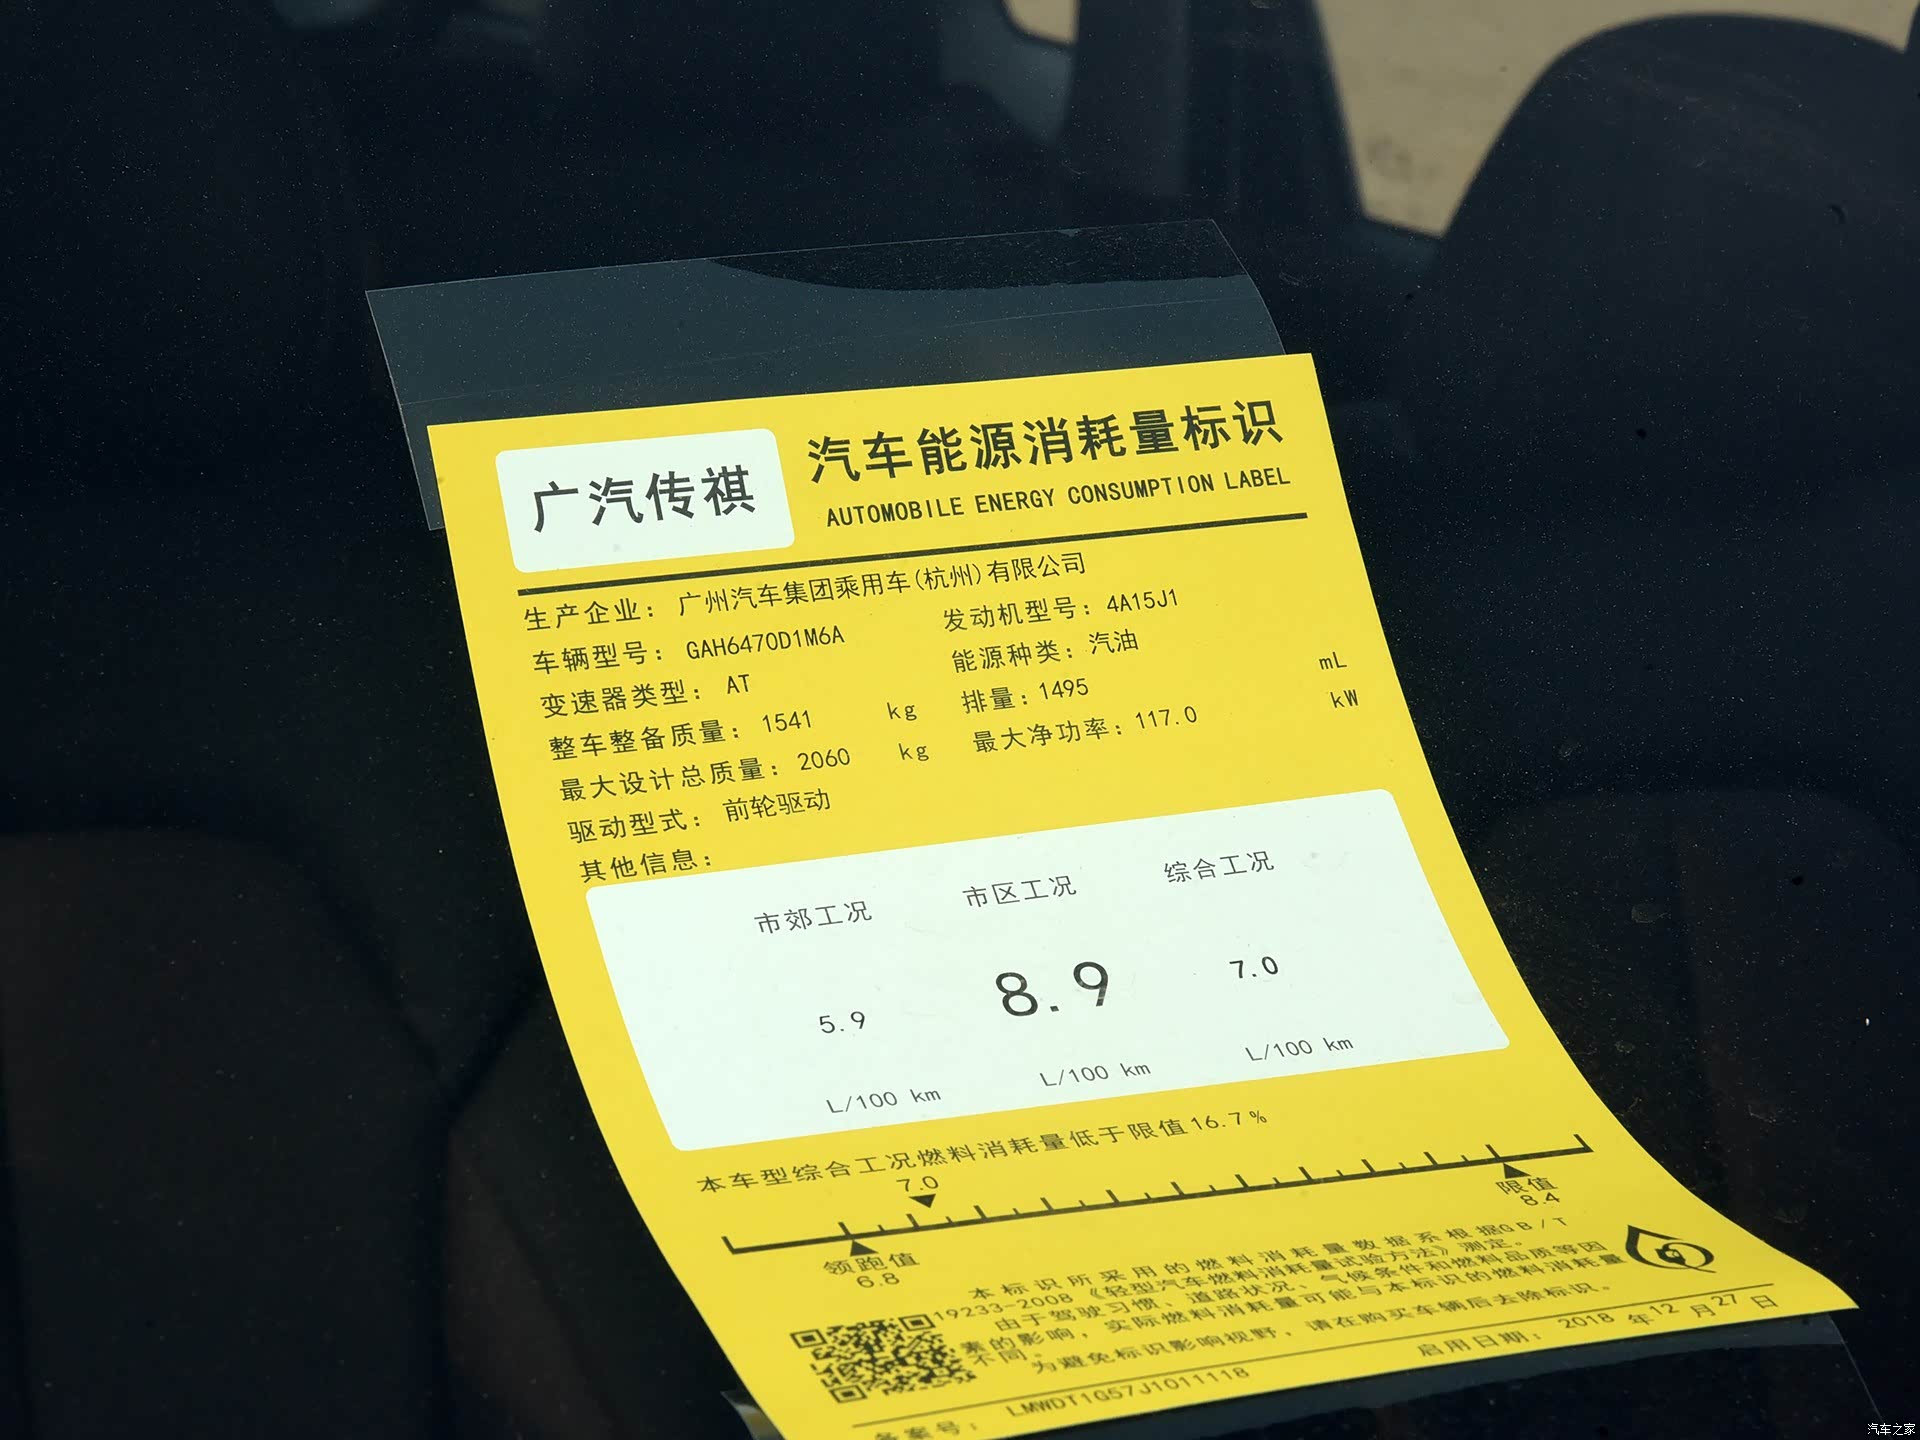 广汽传祺
汽车能源消耗量标识
AUTOMOBILE ENERGY CONSUMPTION LABEL
生产企业： 广州汽车集团乘用车(杭州)有限公司
车辆型号： GAH6470D1M6A 发动机型号：4A15J1
变速器类型： AT 能源种类：汽油
整车整备质量： 1541 kg 排量：1495 mL
最大设计总质量： 2060 kg 最大净功率：117.0 kW
驱动型式： 前轮驱动
其他信息：
市郊工况 市区工况 综合工况
5.9 8.9 7.0
L/100 km L/100 km L/100 km
本车型综合工况燃料消耗量低于限值16.7%
7.0
领跑值 限值
6.8 8.4
本标识所采用的燃料消耗量数据系根据GB/T
19233-2008《轻型汽车燃料消耗量试验方法》测定。
由于驾驶习惯、道路状况、气候条件和燃料品质等因
素的影响，实际燃料消耗量可能与本标识的燃料消耗量
不同。
为避免标识影响视野，请在购买车辆后去除标识。
备案号： LMWDT1G57J1011118 启用日期： 2018 年12 月27 日
汽车之家